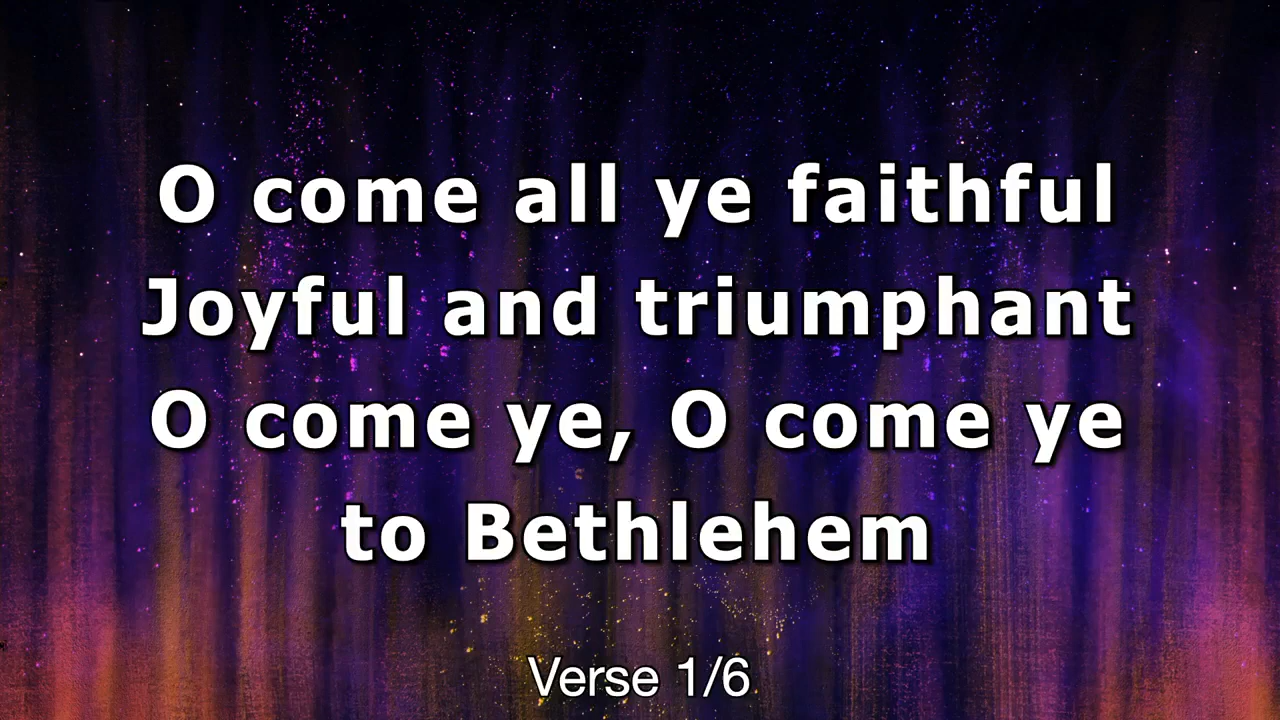 O come all ye faithful
Joyful and triumphant
O come ye, O come ye
to Bethlehem
Verse 1/6